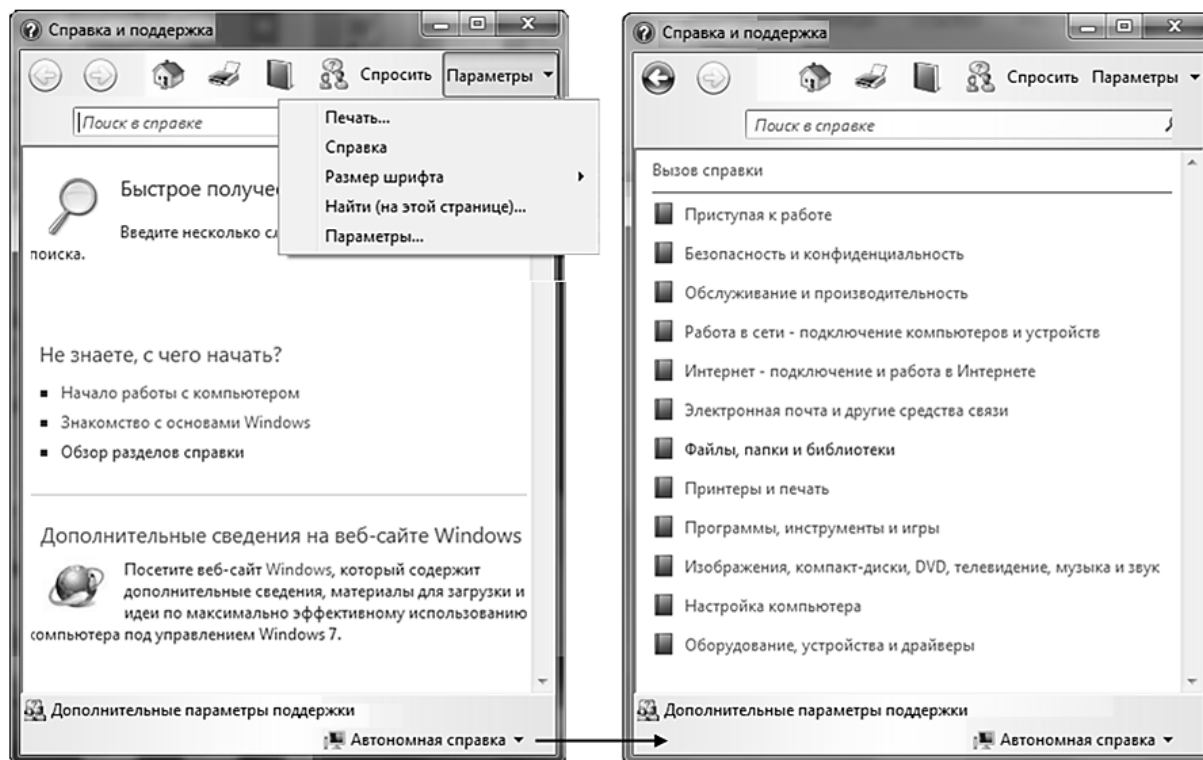 Справка и поддержка
Спросить Параметры
Поиск в справке
Печать...
Справка
Размер шрифта
Найти (на этой странице)...
Параметры...
Быстрое получе
Введите несколько
поиска.
Не знаете, с чего начать?
Начало работы с компьютером
Знакомство с основами Windows
Обзор разделов справки
Дополнительные сведения на веб-сайте Windows
Посетите веб-сайт Windows, который содержит
дополнительные сведения, материалы для загрузки и
идеи по максимально эффективному использованию
компьютера под управлением Windows 7.
Дополнительные параметры поддержки
Автономная справка
Справка и поддержка
Спросить Параметры
Поиск в справке
Вызов справки
Приступая к работе
Безопасность и конфиденциальность
Обслуживание и производительность
Работа в сети - подключение компьютеров и устройств
Интернет - подключение и работа в Интернете
Электронная почта и другие средства связи
Файлы, папки и библиотеки
Принтеры и печать
Программы, инструменты и игры
Изображения, компакт-диски, DVD, телевидение, музыка и звук
Настройка компьютера
Оборудование, устройства и драйверы
Дополнительные параметры поддержки
Автономная справка